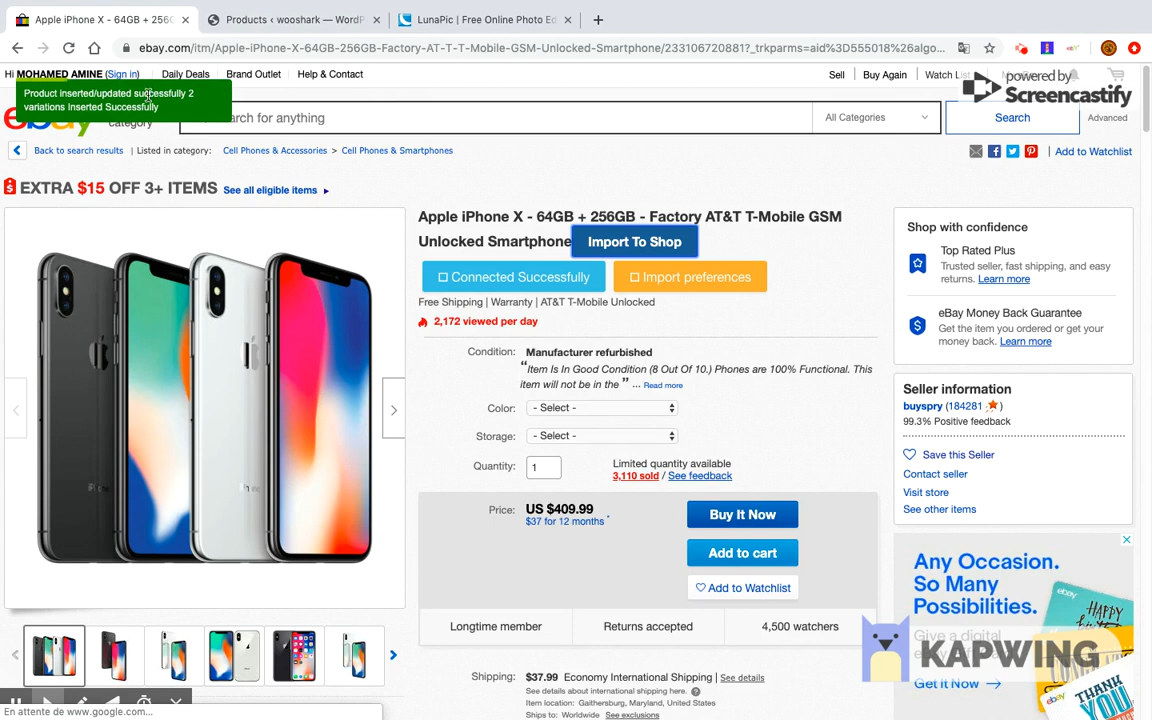 Apple iPhone X - 64GB + 256G
Products ‹ wooshark — WordP
LunaPic | Free Online Photo Ed
ebay.com/itm/Apple-iPhone-X-64GB-256GB-Factory-AT-T-T-Mobile-GSM-Unlocked-Smartphone/233106720881?_trkparms=aid%3D555018%26algo...
Hi MOHAMED AMINE (Sign in)
Daily Deals
Brand Outlet
Help & Contact
Sell
Buy Again
Watch List
powered by
Screencastify
Product inserted/updated successfully 2
variations Inserted Successfully
category
search for anything
All Categories
Search
Advanced
Back to search results | Listed in category: Cell Phones & Accessories > Cell Phones & Smartphones
| Add to Watchlist
EXTRA $15 OFF 3+ ITEMS See all eligible items
Apple iPhone X - 64GB + 256GB - Factory AT&T T-Mobile GSM
Unlocked Smartphone
Import To Shop
Connected Successfully
Import preferences
Free Shipping | Warranty | AT&T T-Mobile Unlocked
2,172 viewed per day
Condition: Manufacturer refurbished
“Item Is In Good Condition (8 Out Of 10.) Phones are 100% Functional. This
item will not be in the ” ... Read more
Color: - Select -
Storage: - Select -
Quantity: 1
Limited quantity available
3,110 sold / See feedback
Price: US $409.99
$37 for 12 months *
Buy It Now
Add to cart
Add to Watchlist
Longtime member
Returns accepted
4,500 watchers
Shipping: $37.99 Economy International Shipping | See details
See details about international shipping here.
Item location: Gaithersburg, Maryland, United States
Ships to: Worldwide See exclusions
Shop with confidence
Top Rated Plus
Trusted seller, fast shipping, and easy
returns. Learn more
eBay Money Back Guarantee
Get the item you ordered or get your
money back. Learn more
Seller information
buyspry (184281)
99.3% Positive feedback
Save this Seller
Contact seller
Visit store
See other items
Any Occasion.
So Many
Possibilities.
Give a digital
Get it Now →
ebay
HAPPY
THANK
YOU
KAPWING
En attente de www.google.com...